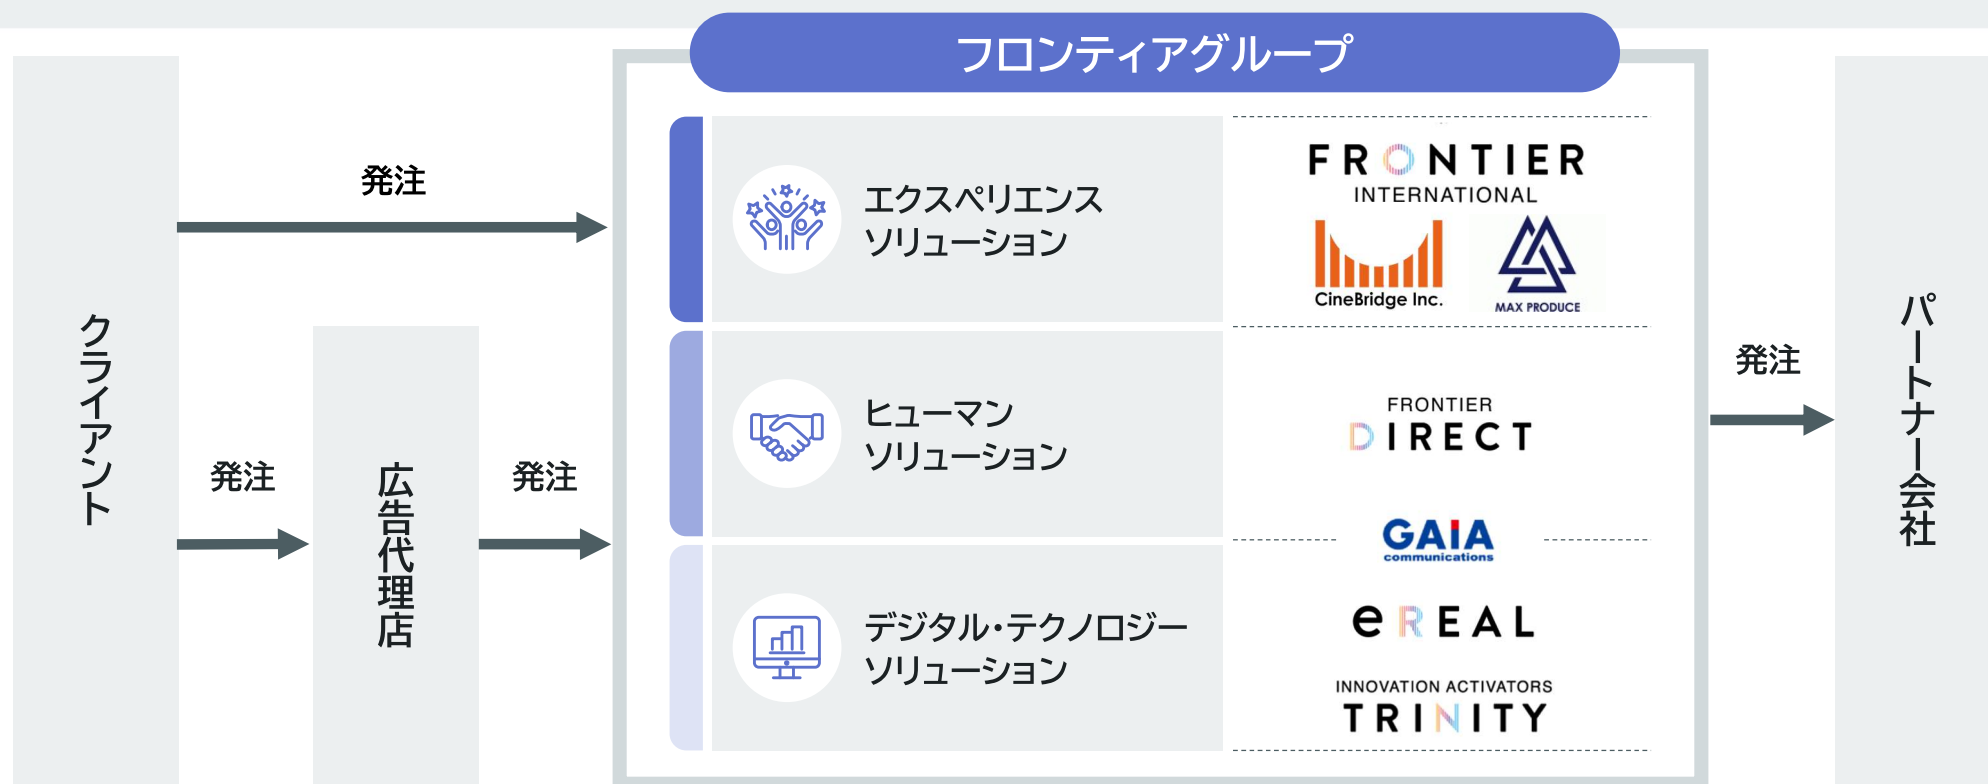 フロンティアグループ
クライアント
発注
発注
広告代理店
発注
エクスペリエンス
ソリューション
FRONTIER
INTERNATIONAL
CineBridge Inc.
MAX PRODUCE
ヒューマン
ソリューション
FRONTIER
DIRECT
GAIA
communications
デジタル・テクノロジー
ソリューション
eREAL
INNOVATION ACTIVATORS
TRINITY
発注
パートナー会社